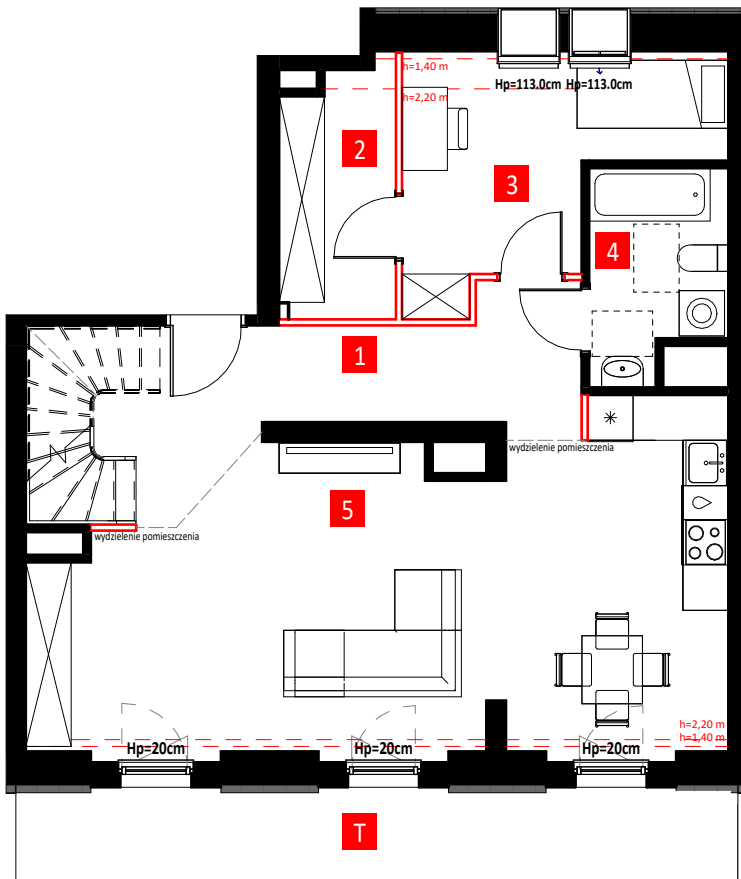 h=1,40 m
Hp=113.0cm Hp=113.0cm
h=2,20 m
2
3
4
1
wydzielenie pomieszczenia
5
wydzielenie pomieszczenia
h=2,20 m
h=1,40 m
Hp=20cm
Hp=20cm
Hp=20cm
T